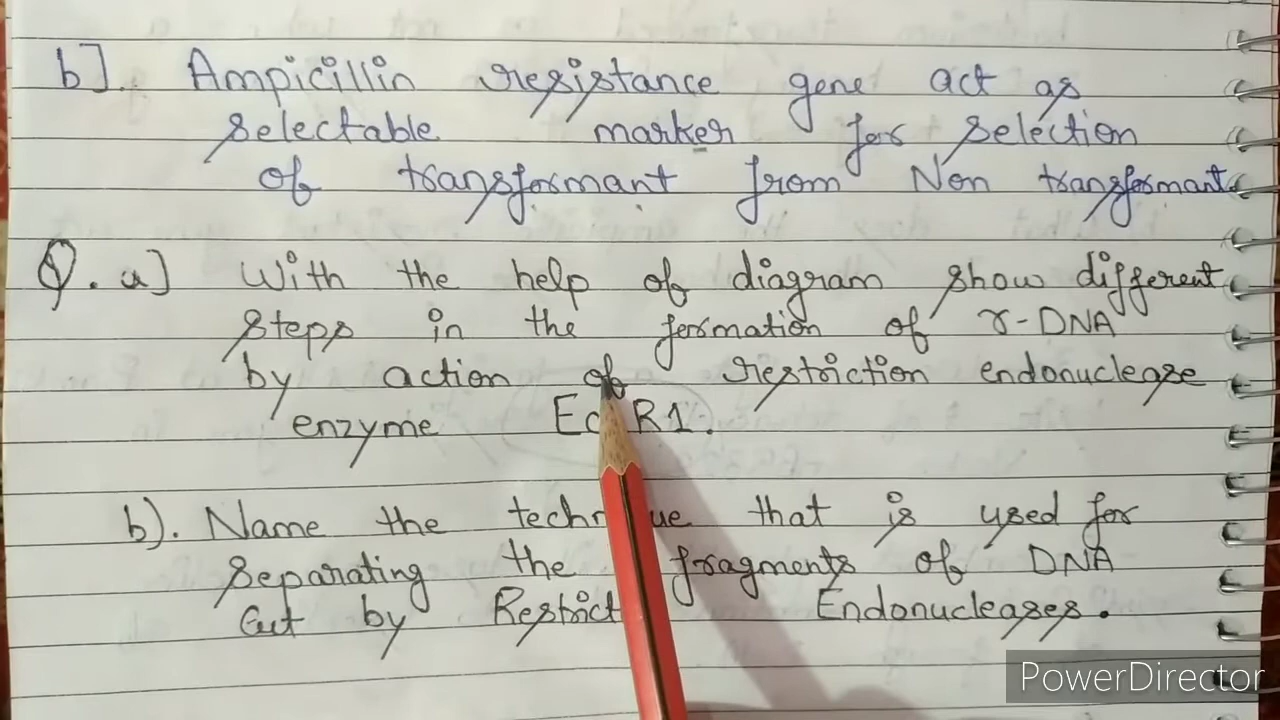 b]. Ampicillin resistance gene act as
selectable marker for selection
of transformant from Non transformant.
Q. a] With the help of diagram show different
steps in the formation of r-DNA
by action of restriction endonuclease
enzyme R1.
b). Name the that is used for
separating the fragments of DNA
Cut by Endonucleases.
PowerDirector